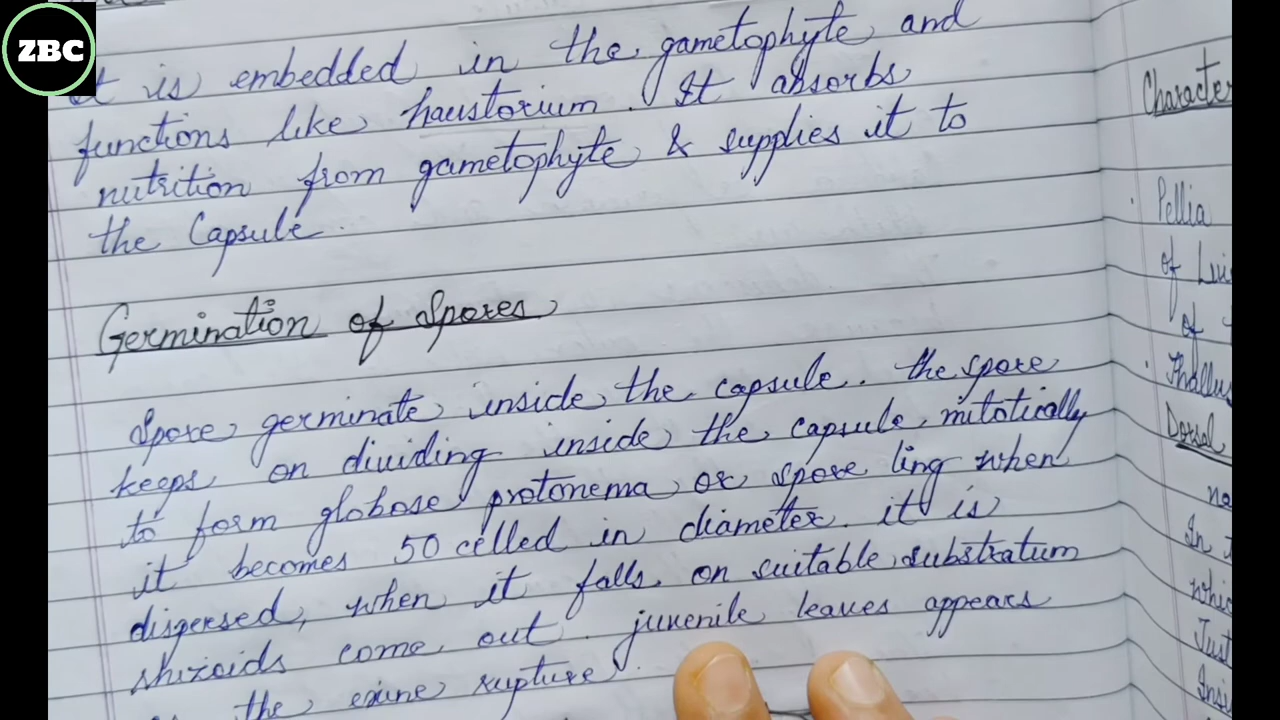 ZBC
It is embedded in the gametophyte and
functions like haustorium. It absorbs
nutrition from gametophyte & supplies it to
the Capsule.
Germination of Spores
Spore germinate inside the capsule. the spore
keeps on dividing inside the capsule, mitotically
to form globose protonema or spore ling when
it becomes 50 celled in diameter. it is
dispersed, when it falls on suitable substratum
rhizoids come out. juvenile leaves appears
the exine rupture
Character
Pellia
of
of
Thallus
Dorsal
In
Just